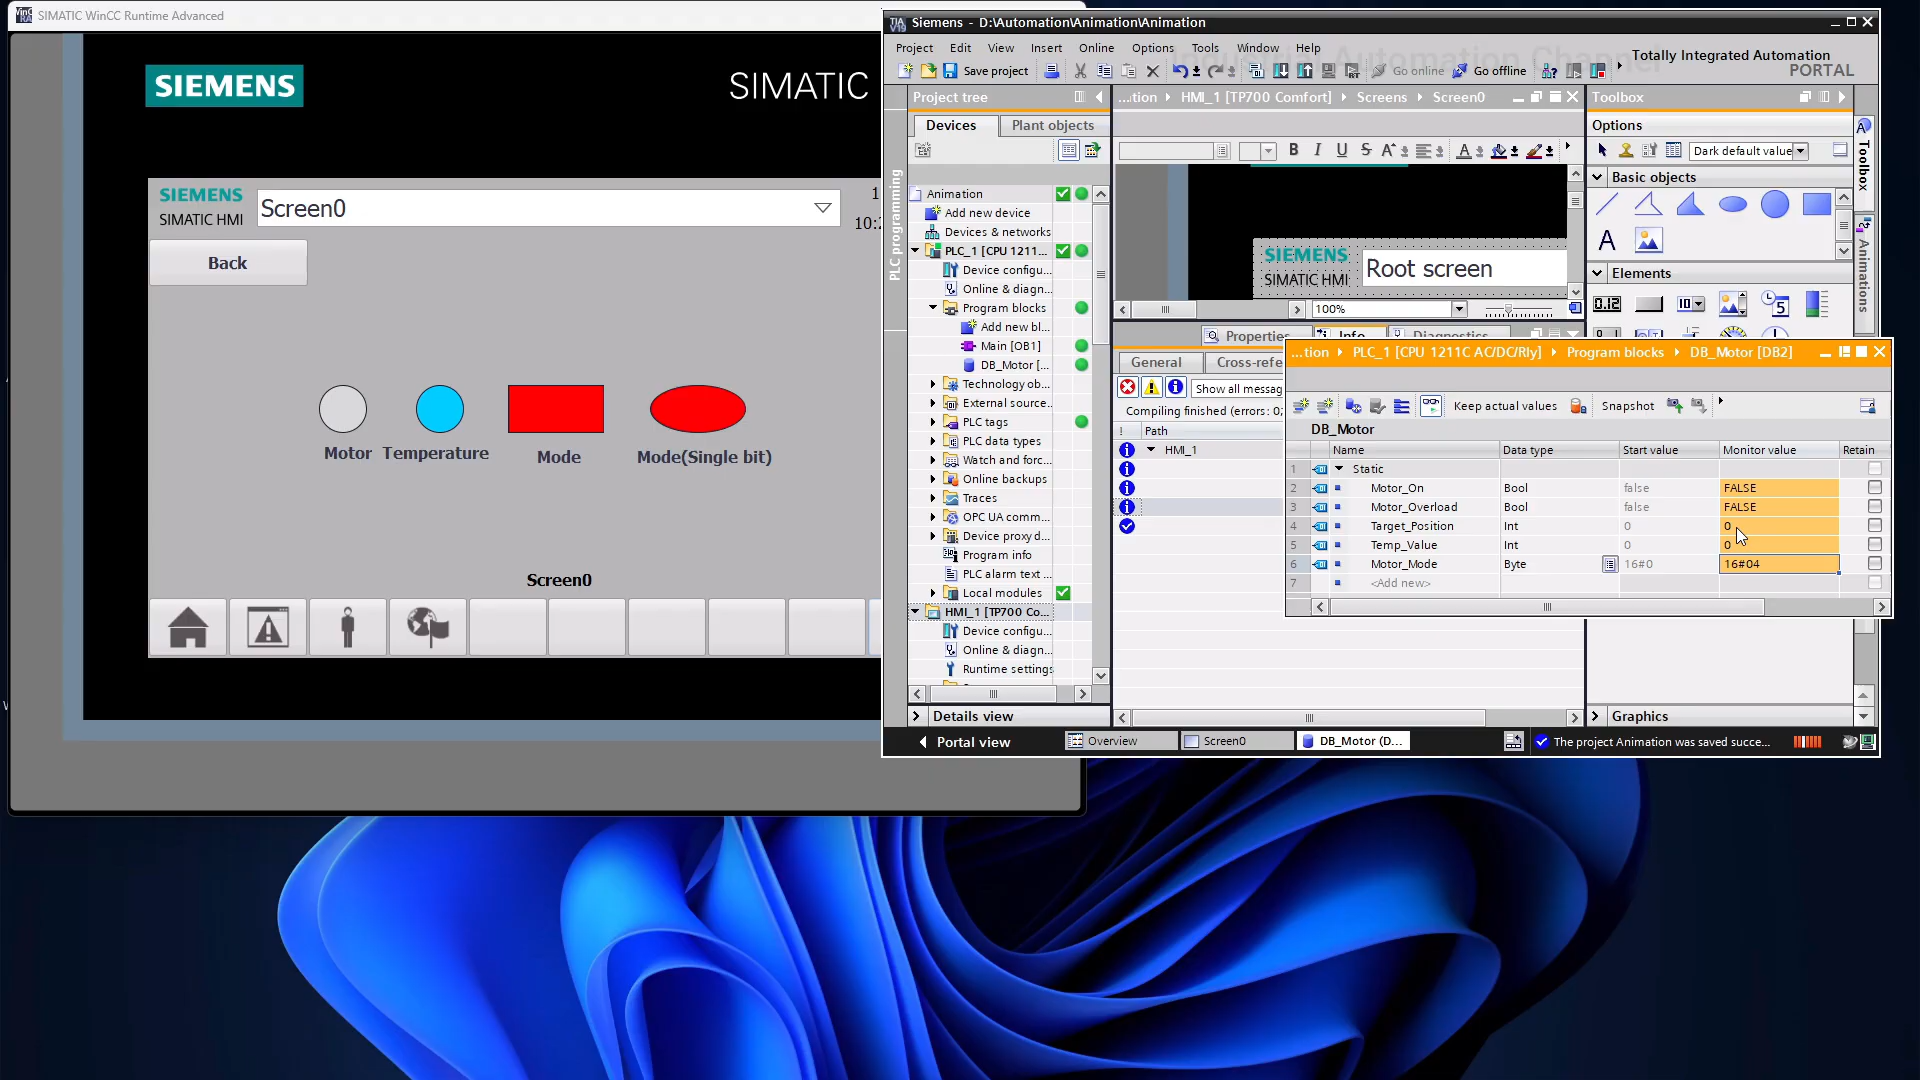 SIMATIC WinCC Runtime Advanced
SIEMENS
SIMATIC
SIEMENS
SIMATIC HMI
Screen0
Back
Motor
Temperature
Mode
Mode(Single bit)
Screen0
Siemens - D:\Automation\Animation\Animation
Project Edit View Insert Online Options Tools Window Help
Totally Integrated Automation
PORTAL
Save project
Go online
Go offline
Project tree
Devices
Plant objects
PLC programming
Animation
Add new device
Devices & networks
PLC_1 [CPU 1211...
Device configu...
Online & diagn...
Program blocks
Add new bl...
Main [OB1]
DB_Motor [...
Technology ob...
External source...
PLC tags
PLC data types
Watch and forc...
Online backups
Traces
OPC UA comm...
Device proxy d...
Program info
PLC alarm text ...
Local modules
HMI_1 [TP700 Co...
Device configu...
Online & diagn...
Runtime settings
Details view
Portal view
...tion HMI_1 [TP700 Comfort] Screens Screen0
B I U S A
SIEMENS
SIMATIC HMI
Root screen
100%
Properties
Info
Diagnostics
General
Cross-refe
Show all messag
Compiling finished (errors: 0;
! Path
HMI_1
Toolbox
Options
Dark default value
Basic objects
A
Elements
0.12
10
5
Toolbox
Animations
Graphics
...tion PLC_1 [CPU 1211C AC/DC/Rly] Program blocks DB_Motor [DB2]
Keep actual values
Snapshot
DB_Motor
Name Data type Start value Monitor value Retain
1 Static
2 Motor_On Bool false FALSE
3 Motor_Overload Bool false FALSE
4 Target_Position Int 0 0
5 Temp_Value Int 0 0
6 Motor_Mode Byte 16#0 16#04
7 <Add new>
Overview
Screen0
DB_Motor (D...
The project Animation was saved succe...